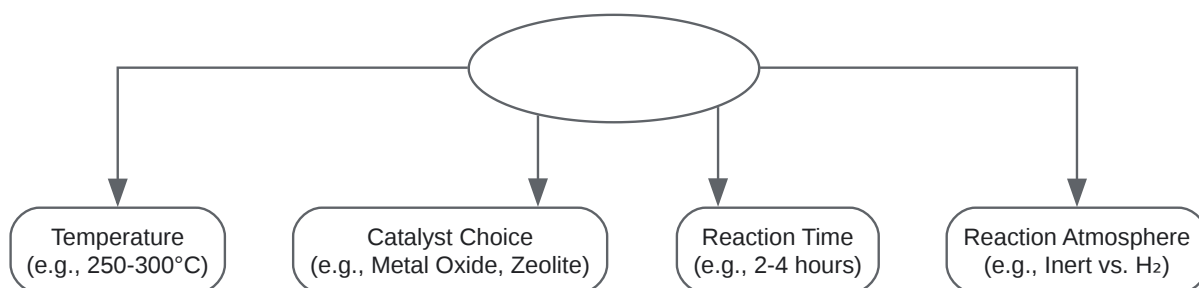 Temperature
(e.g., 250-300°C)
Catalyst Choice
(e.g., Metal Oxide, Zeolite)
Reaction Time
(e.g., 2-4 hours)
Reaction Atmosphere
(e.g., Inert vs. H₂)